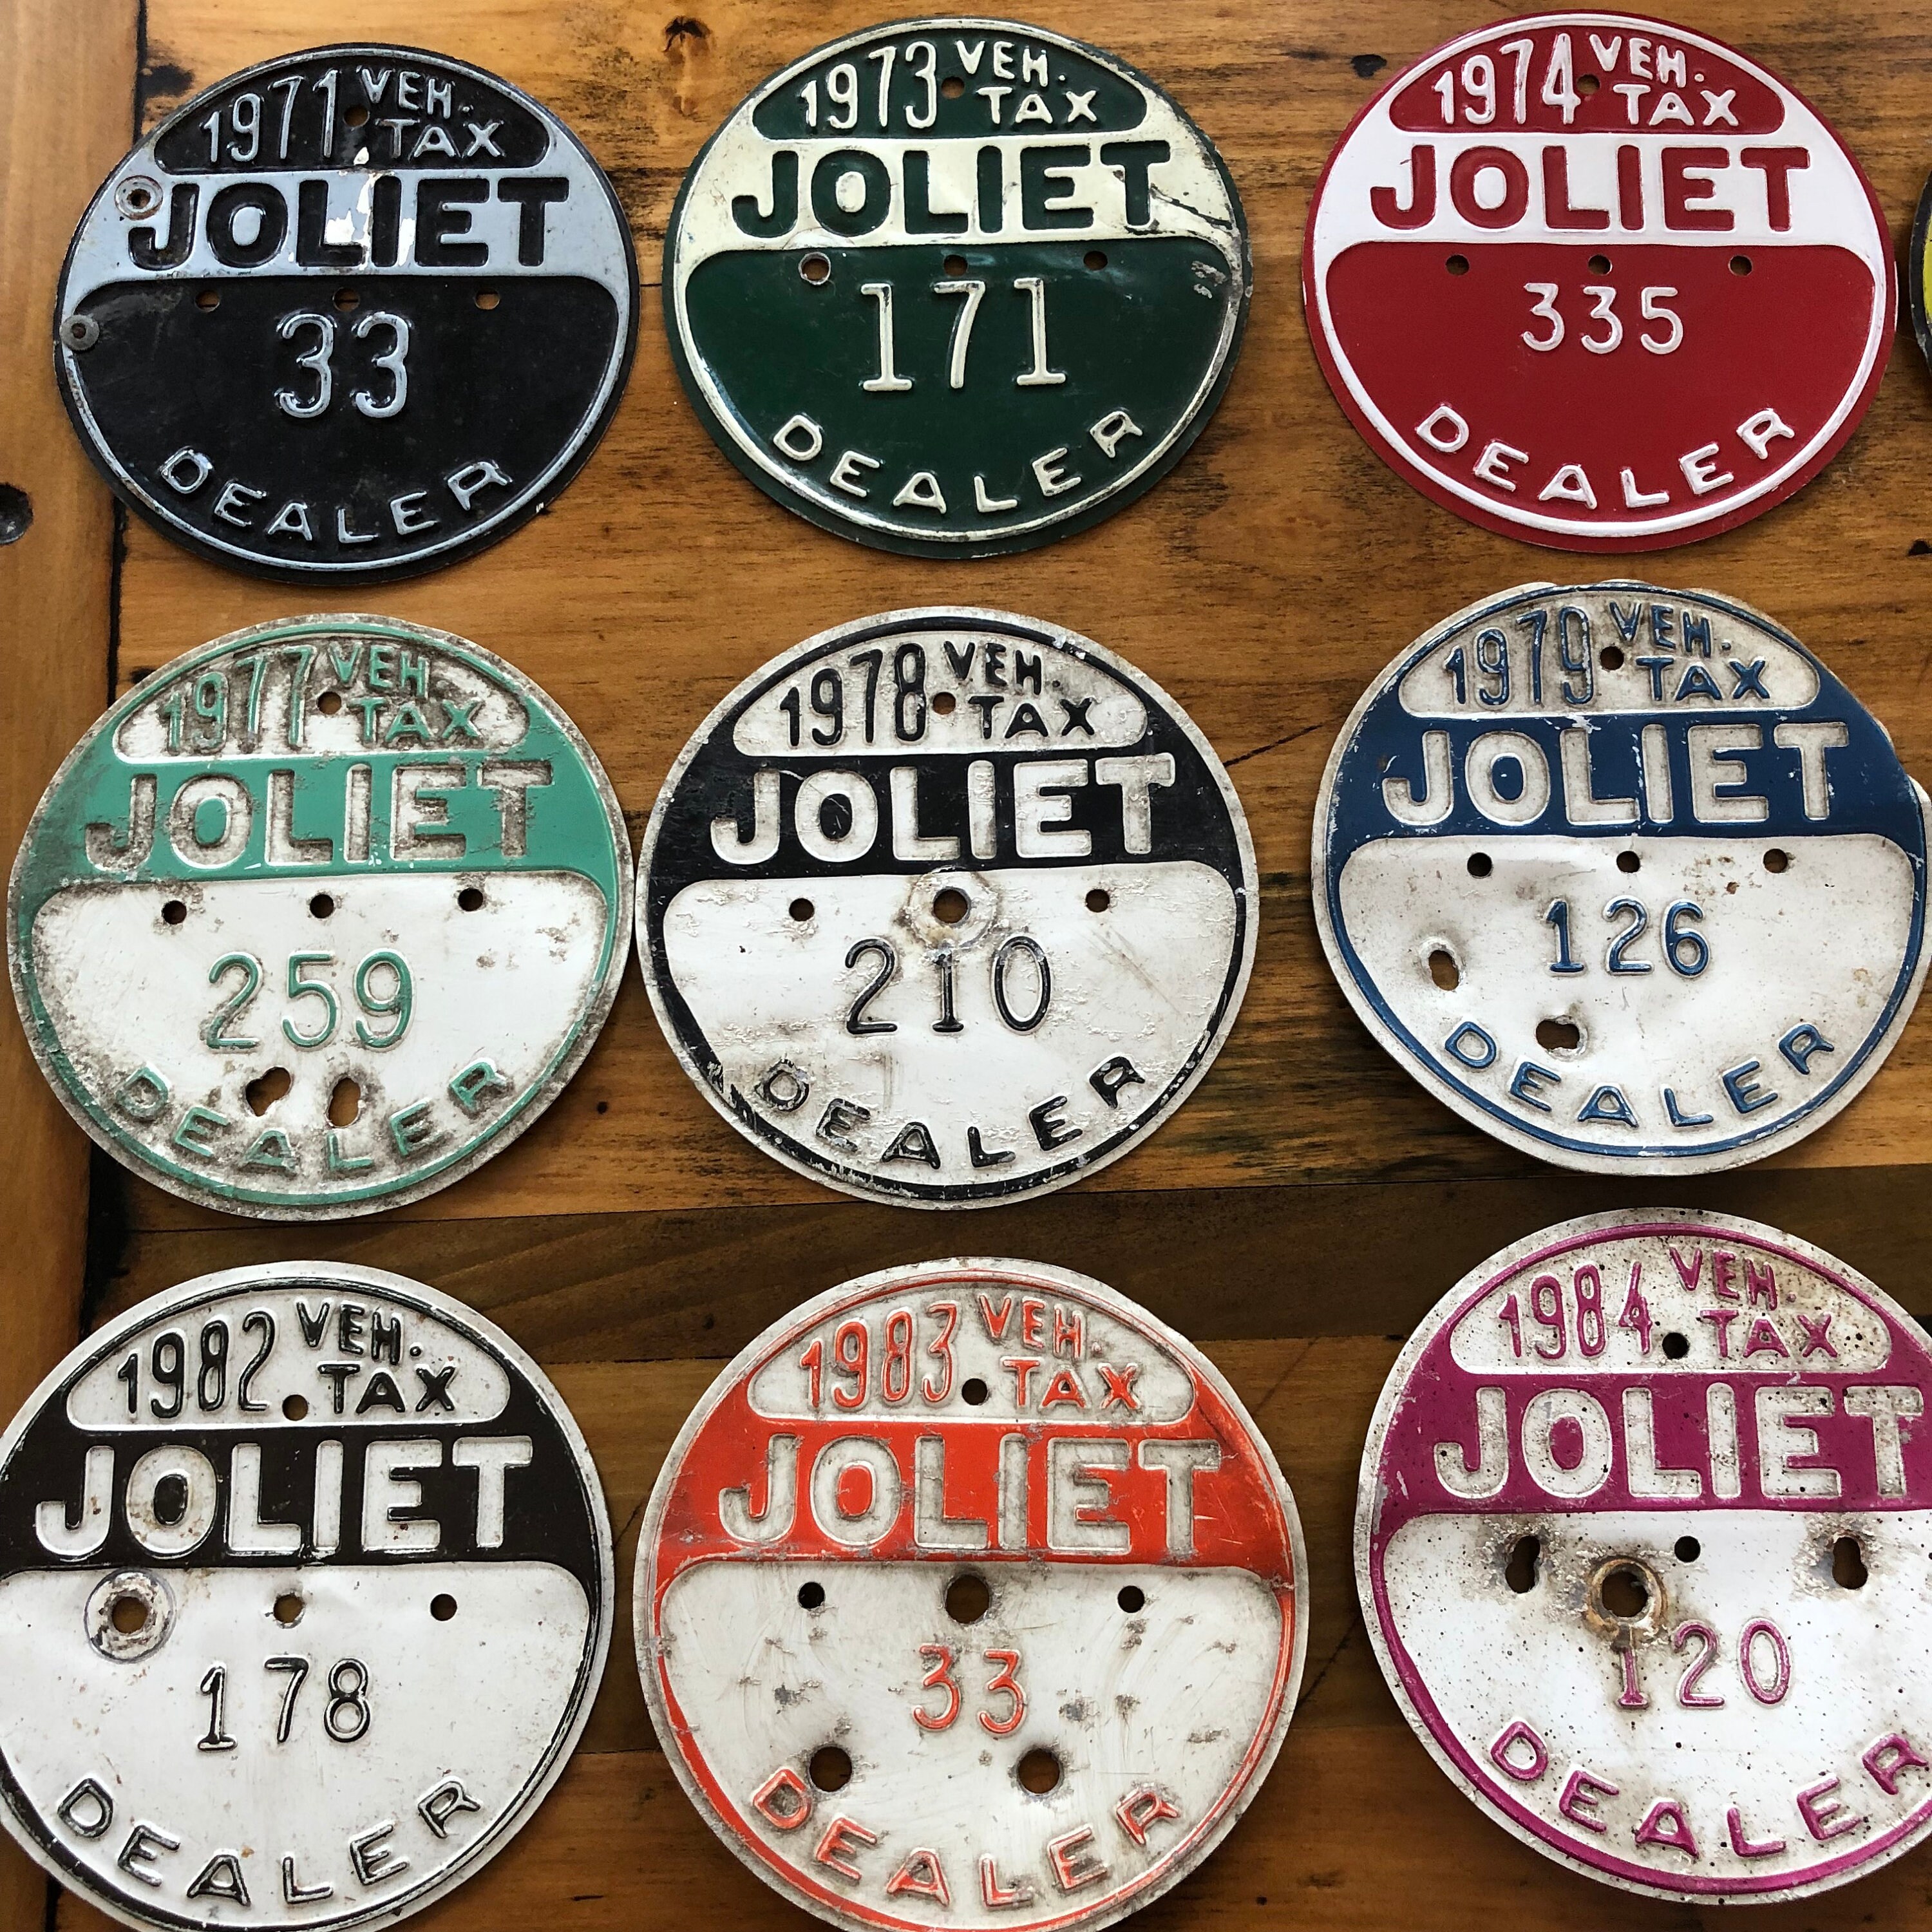 1971 VEH. TAX
JOLIET
33
DEALER
1973 VEH. TAX
JOLIET
171
DEALER
1974 VEH. TAX
JOLIET
335
DEALER
1977 VEH TAX
JOLIET
259
DEALER
1978 VEH. TAX
JOLIET
210
DEALER
1979 VEH. TAX
JOLIET
126
DEALER
1982 VEH. TAX
JOLIET
178
DEALER
1983 VEH. TAX
JOLIET
33
DEALER
1984 VEH. TAX
JOLIET
120
DEALER